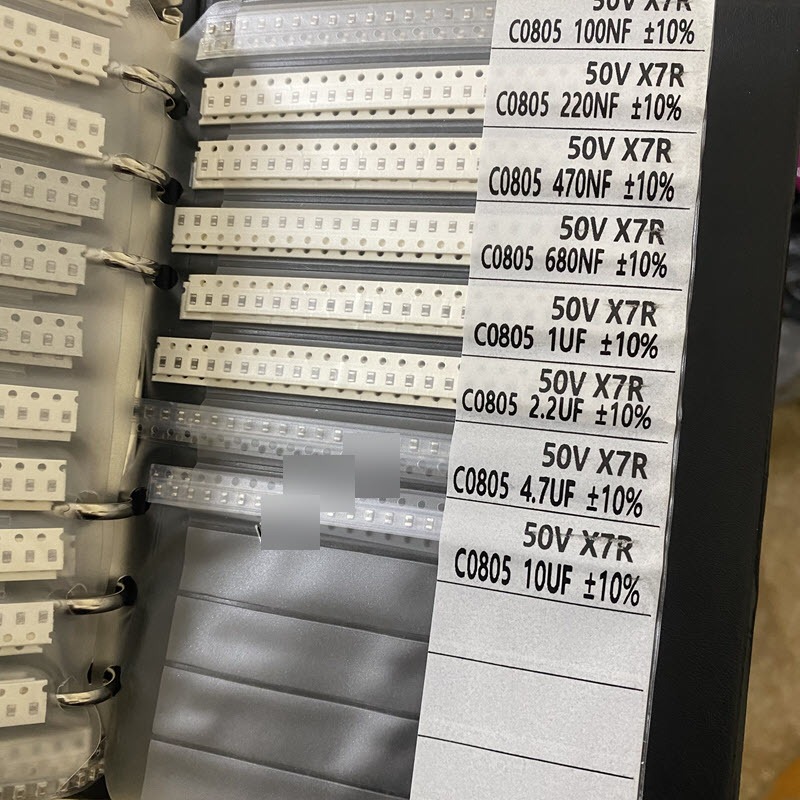 50V X7R
C0805 100NF ±10%
50V X7R
C0805 220NF ±10%
50V X7R
C0805 470NF ±10%
50V X7R
C0805 680NF ±10%
50V X7R
C0805 1UF ±10%
50V X7R
C0805 2.2UF ±10%
50V X7R
C0805 4.7UF ±10%
50V X7R
C0805 10UF ±10%